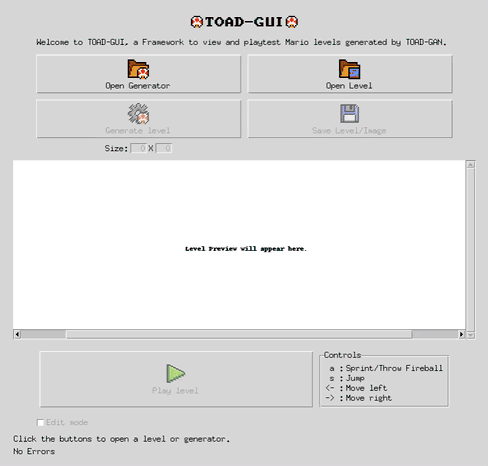 TOAD-GUI
Welcome to TOAD-GUI, a Framework to view and playtest Mario levels generated by TOAD-GAN.
Open Generator
Open Level
Generate level
Save Level/Image
Size: 0 X 0
Level Preview will appear here.
Play level
Controls
a : Sprint/Throw Fireball
s : Jump
<- : Move left
-> : Move right
Edit mode
Click the buttons to open a level or generator.
No Errors